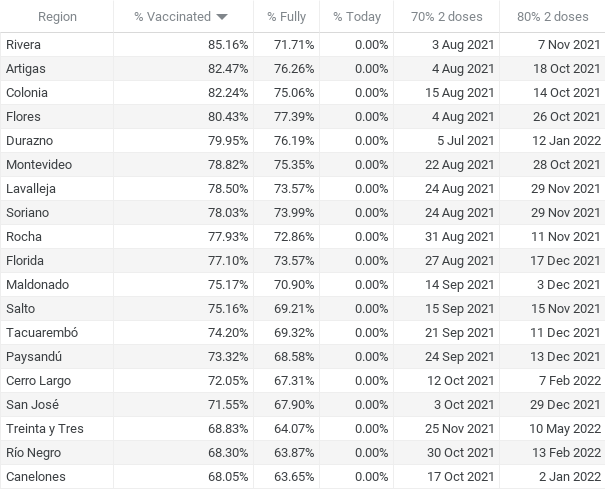 Region % Vaccinated % Fully % Today 70% 2 doses 80% 2 doses
Rivera 85.16% 71.71% 0.00% 3 Aug 2021 7 Nov 2021
Artigas 82.47% 76.26% 0.00% 4 Aug 2021 18 Oct 2021
Colonia 82.24% 75.06% 0.00% 15 Aug 2021 14 Oct 2021
Flores 80.43% 77.39% 0.00% 4 Aug 2021 26 Oct 2021
Durazno 79.95% 76.19% 0.00% 5 Jul 2021 12 Jan 2022
Montevideo 78.82% 75.35% 0.00% 22 Aug 2021 28 Oct 2021
Lavalleja 78.50% 73.57% 0.00% 24 Aug 2021 29 Nov 2021
Soriano 78.03% 73.99% 0.00% 24 Aug 2021 29 Nov 2021
Rocha 77.93% 72.86% 0.00% 31 Aug 2021 11 Nov 2021
Florida 77.10% 73.57% 0.00% 27 Aug 2021 17 Dec 2021
Maldonado 75.17% 70.90% 0.00% 14 Sep 2021 3 Dec 2021
Salto 75.16% 69.21% 0.00% 15 Sep 2021 15 Nov 2021
Tacuarembó 74.20% 69.32% 0.00% 21 Sep 2021 11 Dec 2021
Paysandú 73.32% 68.58% 0.00% 24 Sep 2021 13 Dec 2021
Cerro Largo 72.05% 67.31% 0.00% 12 Oct 2021 7 Feb 2022
San José 71.55% 67.90% 0.00% 3 Oct 2021 29 Dec 2021
Treinta y Tres 68.83% 64.07% 0.00% 25 Nov 2021 10 May 2022
Río Negro 68.30% 63.87% 0.00% 30 Oct 2021 13 Feb 2022
Canelones 68.05% 63.65% 0.00% 17 Oct 2021 2 Jan 2022